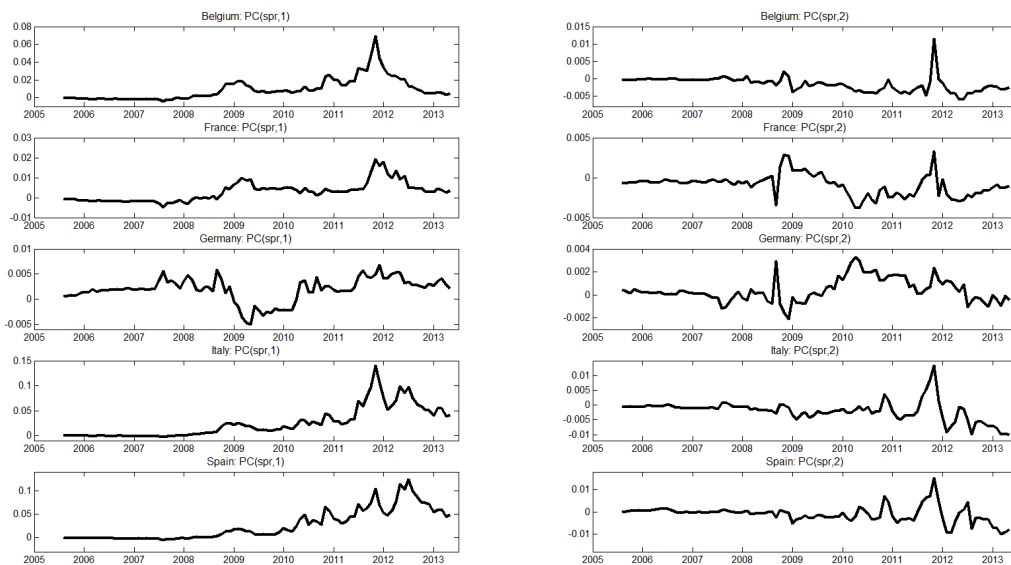 Belgium: PC(spr,1)
0.08
0.06
0.04
0.02
0
2005 2006 2007 2008 2009 2010 2011 2012 2013
France: PC(spr,1)
0.03
0.02
0.01
0
-0.01
2005 2006 2007 2008 2009 2010 2011 2012 2013
Germany: PC(spr,1)
0.01
0.005
0
-0.005
2005 2006 2007 2008 2009 2010 2011 2012 2013
Italy: PC(spr,1)
0.15
0.1
0.05
0
2005 2006 2007 2008 2009 2010 2011 2012 2013
Spain: PC(spr,1)
0.1
0.05
0
2005 2006 2007 2008 2009 2010 2011 2012 2013
Belgium: PC(spr,2)
0.015
0.01
0.005
0
-0.005
2005 2006 2007 2008 2009 2010 2011 2012 2013
France: PC(spr,2)
0.005
0
-0.005
2005 2006 2007 2008 2009 2010 2011 2012 2013
Germany: PC(spr,2)
0.004
0.002
0
-0.002
2005 2006 2007 2008 2009 2010 2011 2012 2013
Italy: PC(spr,2)
0.01
0.005
0
-0.005
-0.01
2005 2006 2007 2008 2009 2010 2011 2012 2013
Spain: PC(spr,2)
0.01
0
-0.01
2005 2006 2007 2008 2009 2010 2011 2012 2013